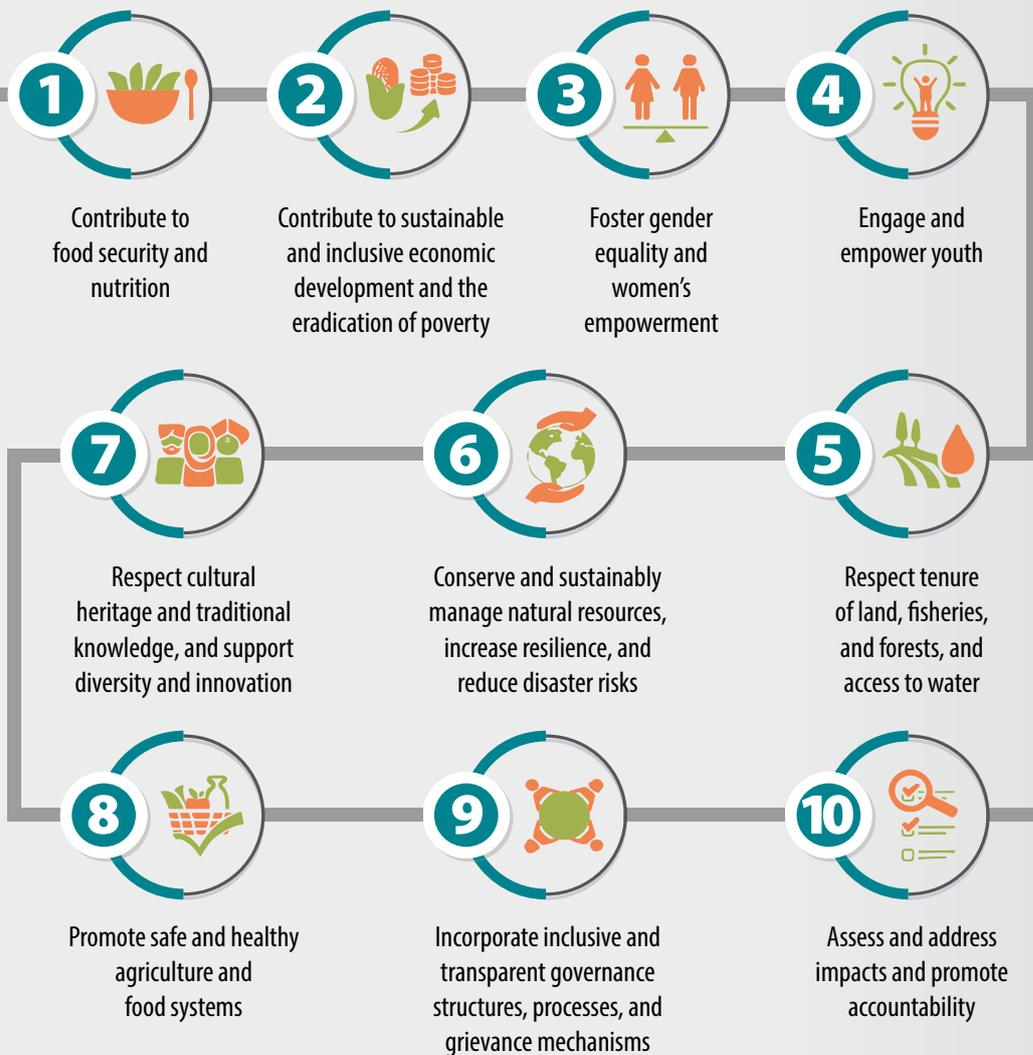 1
Contribute to
food security and
nutrition
2
Contribute to sustainable
and inclusive economic
development and the
eradication of poverty
3
Foster gender
equality and
women's
empowerment
4
Engage and
empower youth
5
Respect tenure
of land, fisheries,
and forests, and
access to water
6
Conserve and sustainably
manage natural resources,
increase resilience, and
reduce disaster risks
7
Respect cultural
heritage and traditional
knowledge, and support
diversity and innovation
8
Promote safe and healthy
agriculture and
food systems
9
Incorporate inclusive and
transparent governance
structures, processes, and
grievance mechanisms
10
Assess and address
impacts and promote
accountability